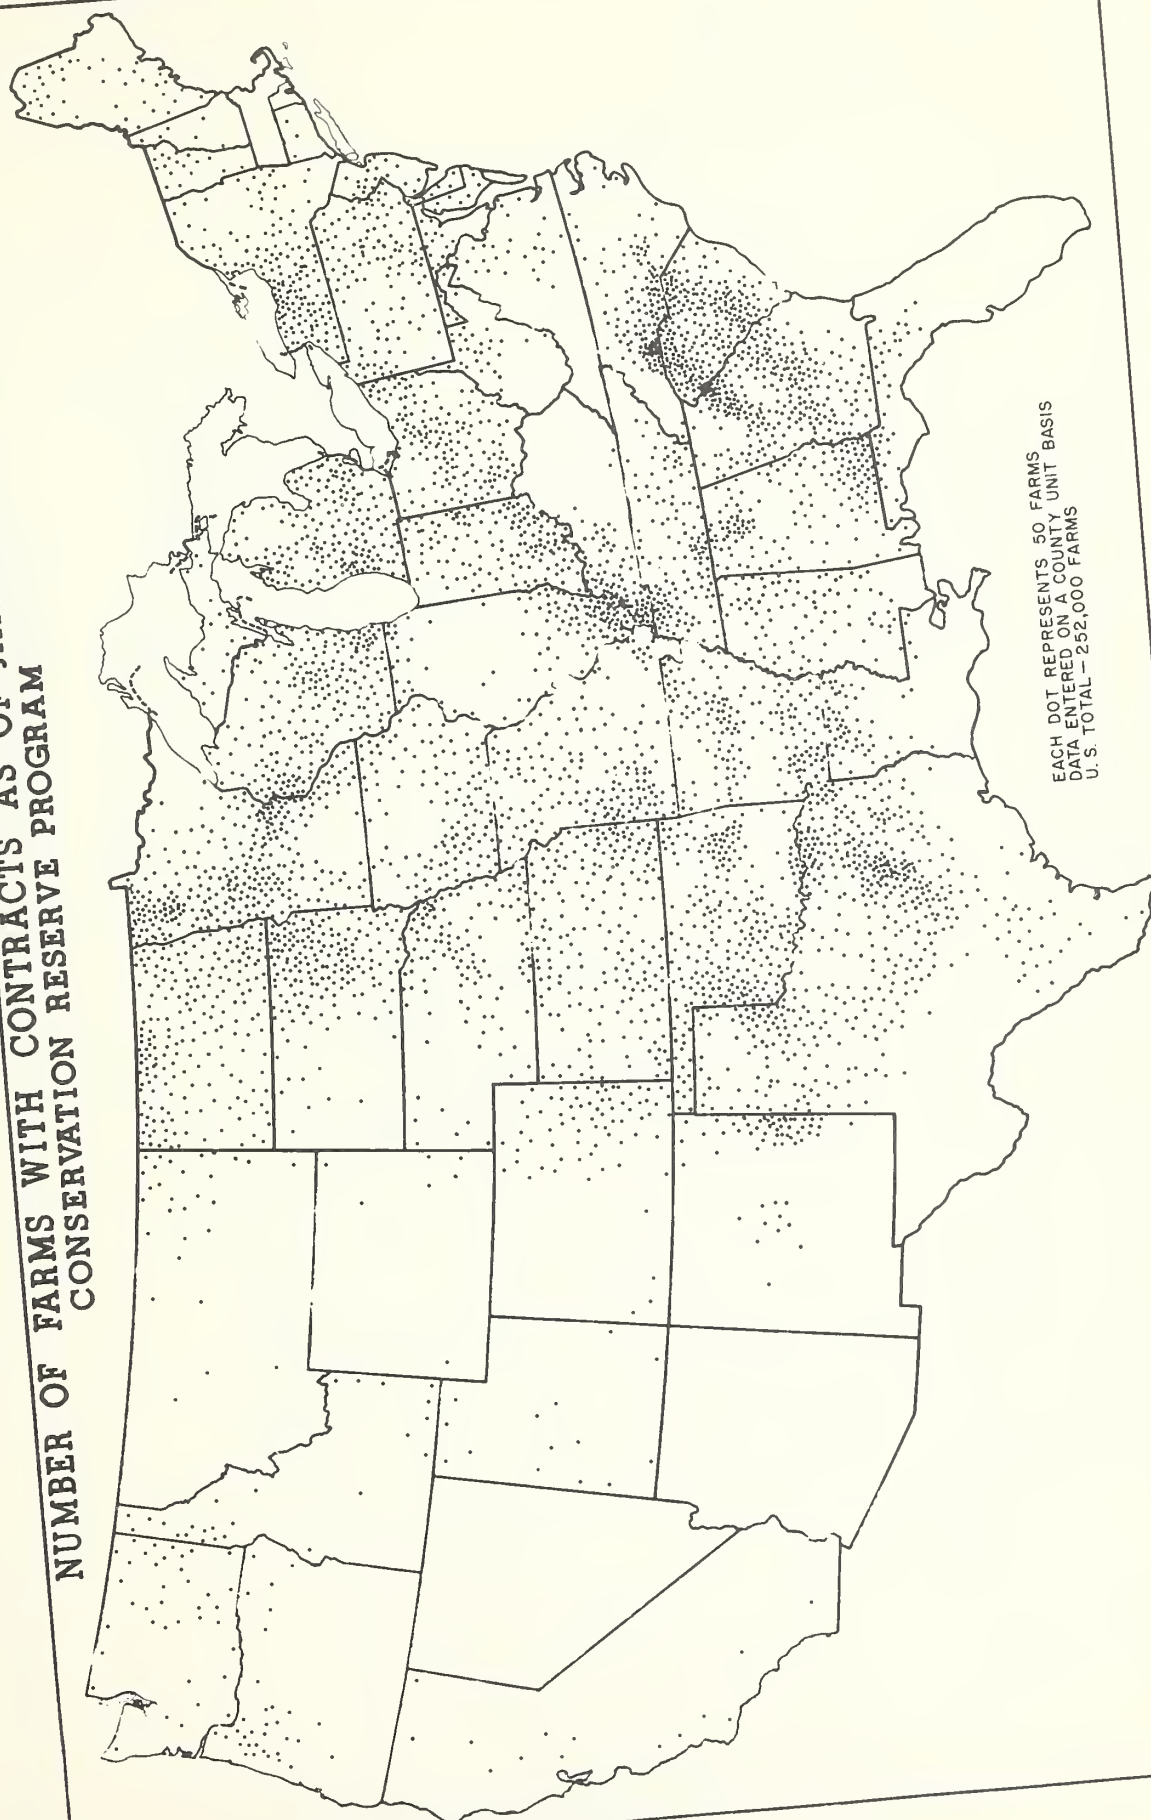 NUMBER OF FARMS WITH CONTRACTS AS OF
CONSERVATION RESERVE PROGRAM
EACH DOT REPRESENTS 50 FARMS
DATA ENTERED ON A COUNTY UNIT BASIS
U. S. TOTAL – 252,000 FARMS